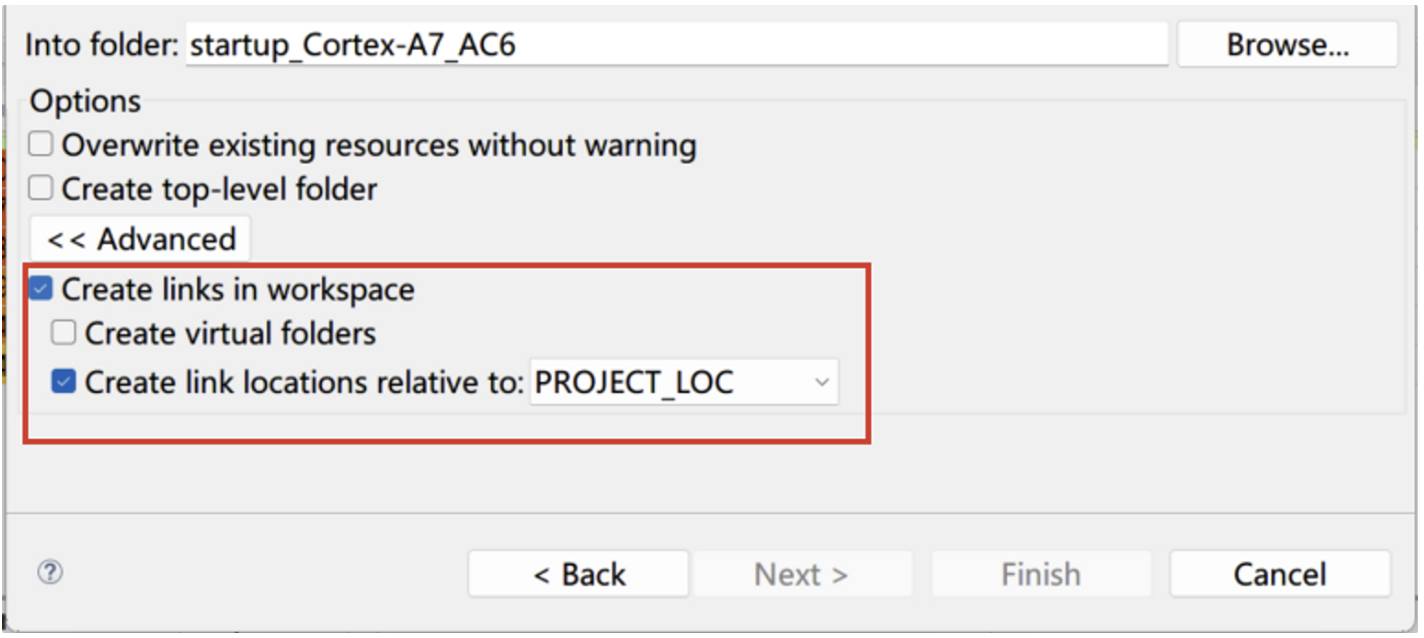 Into folder: startup_Cortex-A7_AC6 Browse...
Options
Overwrite existing resources without warning
Create top-level folder
<< Advanced
Create links in workspace
Create virtual folders
Create link locations relative to: PROJECT_LOC
? < Back Next > Finish Cancel